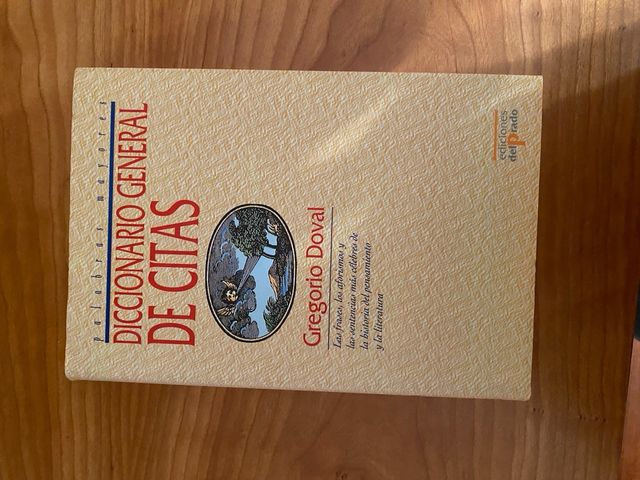 palabras mayores
DICCIONARIO GENERAL
DE CITAS
Gregorio Doval
Las frases, los aforismos y
las sentencias más célebres de
la historia del pensamiento
y la literatura
ediciones
del Prado